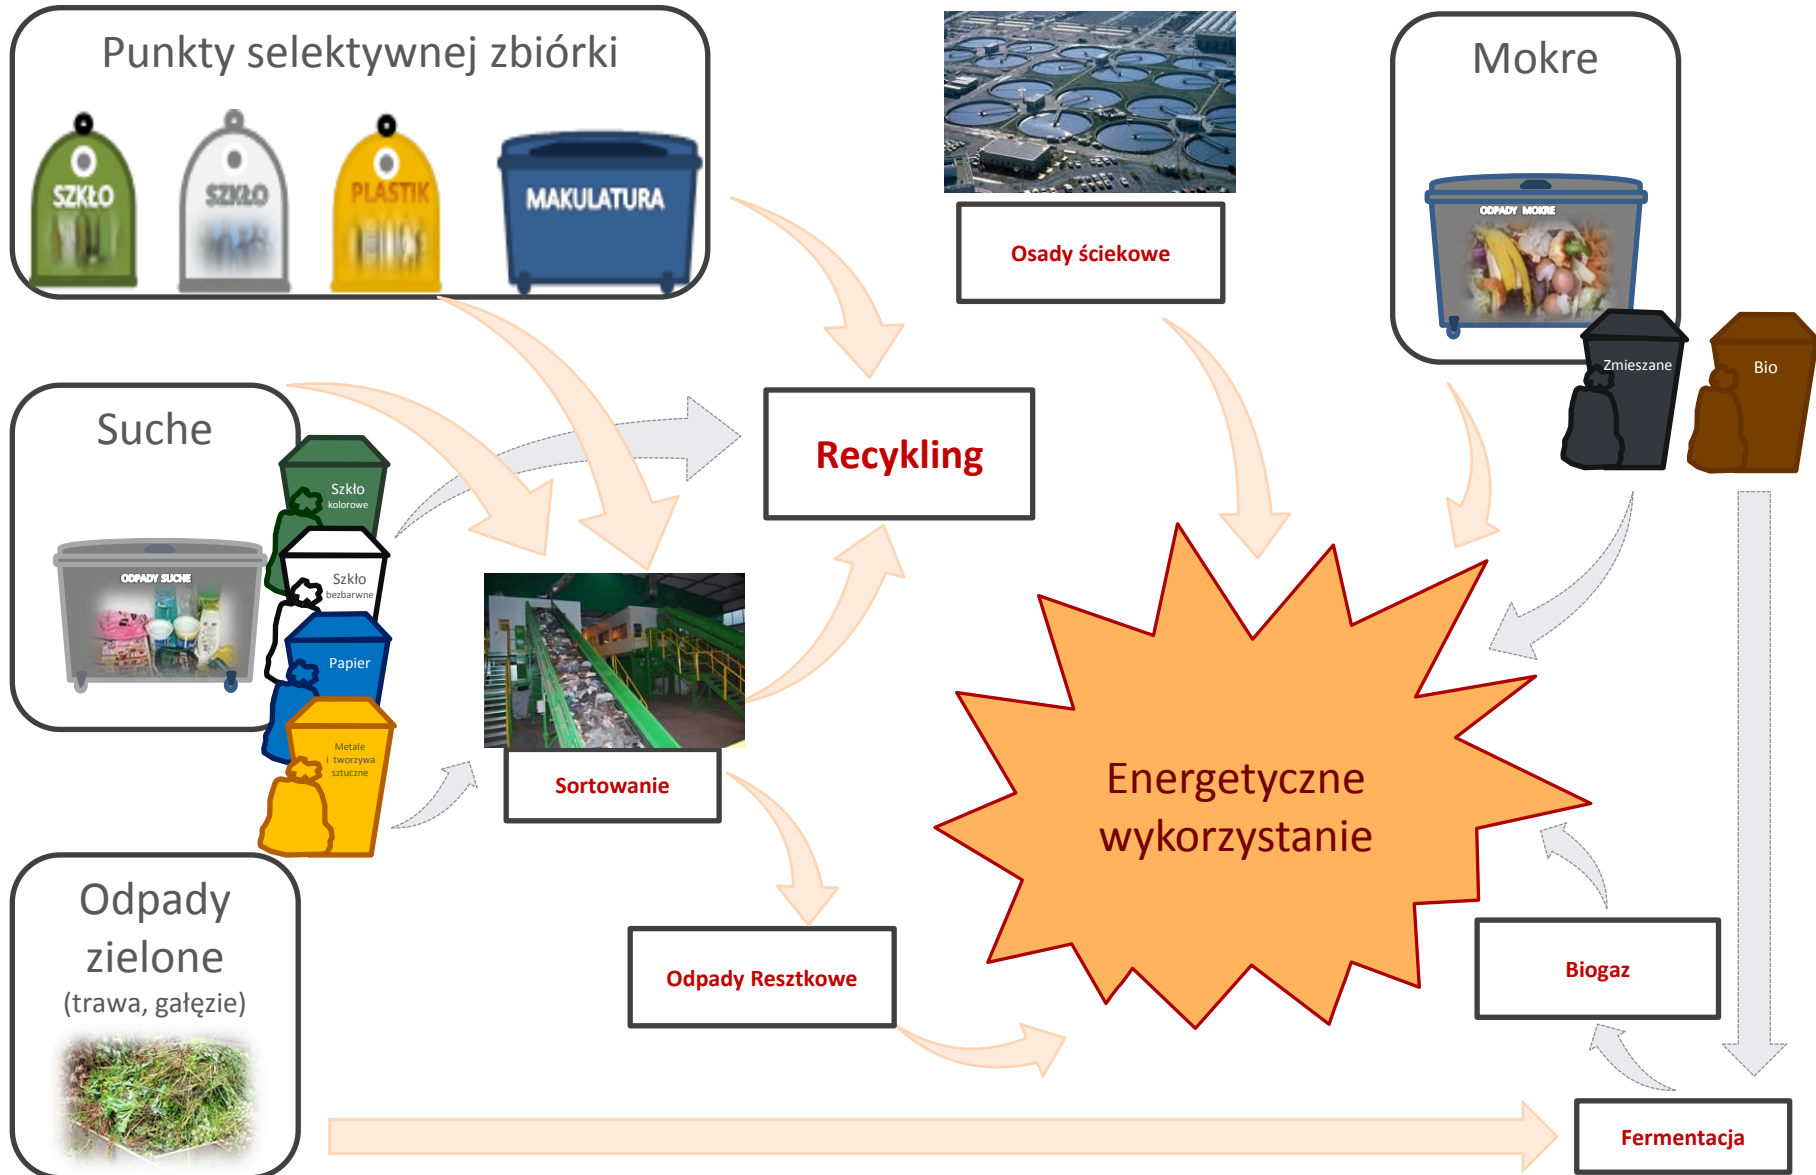 Punkty selektywnej zbiórki
SZKŁO
SZKŁO
PLASTIK
MAKULATURA
Osady ściekowe
Mokre
ODPADY MOKRE
Zmieszane
Bio
Suche
ODPADY SUCHE
Szkło
kolorowe
Szkło
bezbarwne
Papier
Metale
i tworzywa
sztuczne
Recykling
Sortowanie
Energetyczne
wykorzystanie
Odpady
zielone
(trawa, gałęzie)
Odpady Resztkowe
Biogaz
Fermentacja